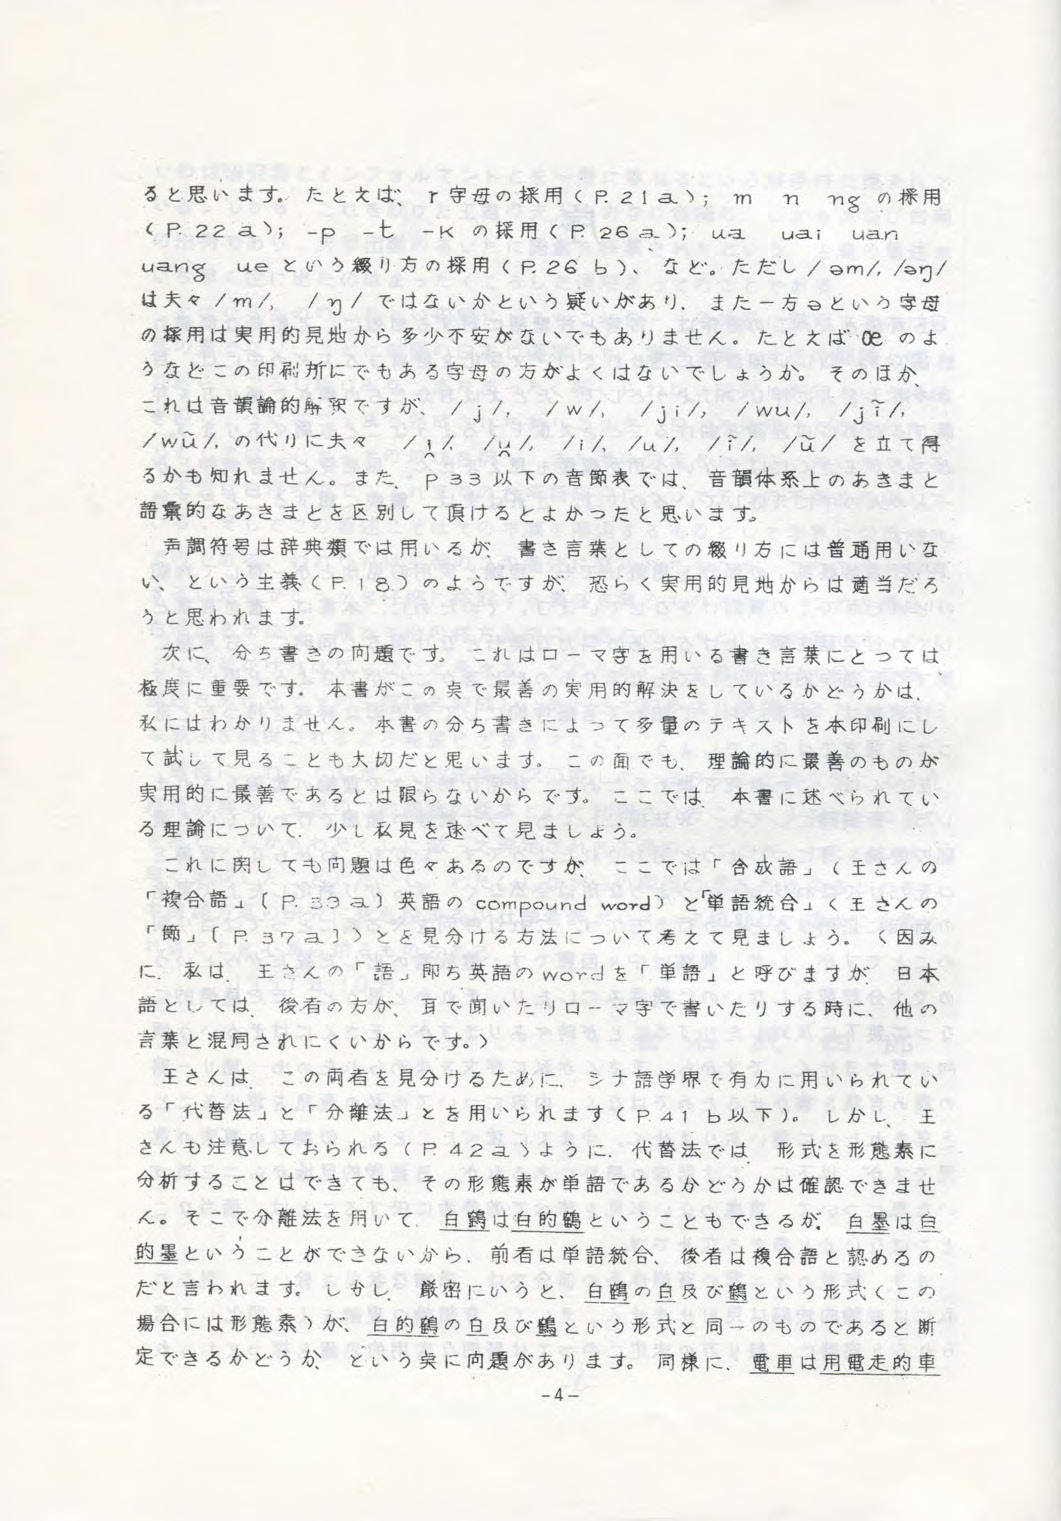 ると思います。たとえば、r字母の採用（P.21a）； m n ngの採用
（P.22a）； -p -t -kの採用（P.26a）； ua uai uan
uang ueという綴り方の採用（P.26b）、など。ただし/əm/, /əŋ/
は夫々/m/, /ŋ/ではないかという疑いがあり、また一方əという字母
の採用は実用的見地から多少不安がないでもありません。たとえばœのよ
うなどこの印刷所にでもある字母の方がよくはないでしょうか。そのほか、
これは音韻論的解釈ですが、/j/, /w/, /ji/, /wu/, /jĩ/,
/wũ/, の代りに夫々 /i̯/, /u̯/, /i/, /u/, /ĩ/, /ũ/を立て得
るかも知れません。また、p33以下の音節表では、音韻体系上のあきまと
語彙的なあきまとを区別して頂けるとよかったと思います。
声調符号は辞典類では用いるが、書き言葉としての綴り方には普通用いな
い、という主義（P.18）のようですが、恐らく実用的見地からは適当だろ
うと思われます。
次に、分ち書きの問題です。これはローマ字を用いる書き言葉にとっては、
極度に重要です。本書がこの点で最善の実用的解決をしているかどうかは、
私にはわかりません。本書の分ち書きによって多量のテキストを本印刷にし
て試して見ることも大切だと思います。この面でも、理論的に最善のものが
実用的に最善であるとは限らないからです。ここでは、本書に述べられてい
る理論について、少し私見を述べて見ましょう。
これに関しても問題は色々あるのですが、ここでは「合成語」（王さんの
「複合語」〔P.39a〕英語のcompound word）と「単語統合」（王さんの
「節」〔P.37a〕）とを見分ける方法について考えて見ましょう。（因み
に、私は、王さんの「語」即ち英語のwordを「単語」と呼びますが、日本
語としては、後者の方が、耳で聞いたりローマ字で書いたりする時に、他の
言葉と混同されにくいからです。）
王さんは、この両者を見分けるために、シナ語学界で有力に用いられてい
る「代替法」と「分離法」とを用いられます（P.41b以下）。しかし、王
さんも注意しておられる（P.42a）ように、代替法では、形式を形態素に
分析することはできても、その形態素が単語であるかどうかは確認できませ
ん。そこで分離法を用いて、白鶴は白的鶴ということもできるが、白墨は白
的墨ということができないから、前者は単語統合、後者は複合語と認めるの
だと言われます。しかし、厳密にいうと、白鶴の白及び鶴という形式（この
場合には形態素）が、白的鶴の白及び鶴という形式と同一のものであると断
定できるかどうか、という点に問題があります。同様に、電車は用電走的車
-4-